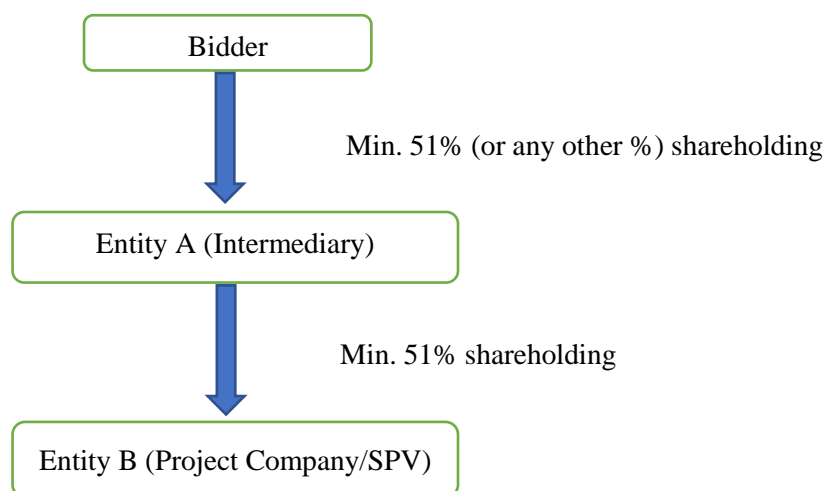 Bidder
Min. 51% (or any other %) shareholding
Entity A (Intermediary)
Min. 51% shareholding
Entity B (Project Company/SPV)